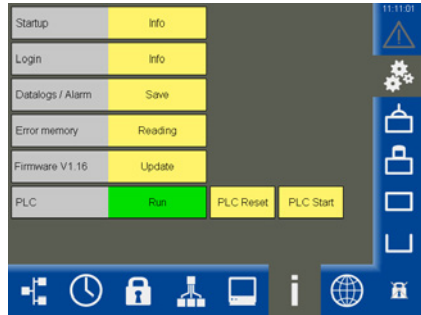 11:11:01
Startup Info
Login Info
Datalogs / Alarm Save
Error memory Reading
Firmware V1.16 Update
PLC Run PLC Reset PLC Start
i